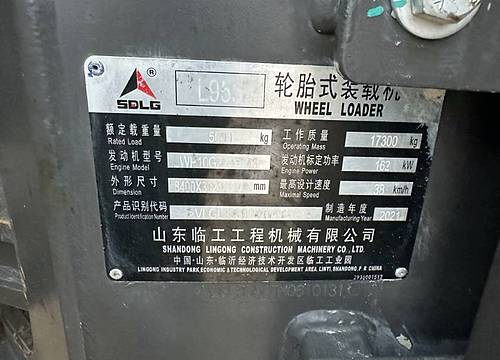 SDLG ®
轮胎式装载机
WHEEL LOADER
额定载重量 Rated Load kg
工作质量 Operating Mass 17300 kg
发动机型号 Engine Model
发动机标定功率 Engine Power 162 kW
外形尺寸 Dimension mm
最高设计速度 Maximal Speed 38 km/h
产品识别代号 Product Identification Number
制造年度 Manufacturing Year 2021
山东临工工程机械有限公司
SHANDONG LINGONG CONSTRUCTION MACHINERY CO., LTD.
中国·山东·临沂经济技术开发区临工工业园
LINGONG INDUSTRY PARK, ECONOMIC & TECHNOLOGICAL DEVELOPMENT AREA, LINYI, SHANDONG, P. R. CHINA